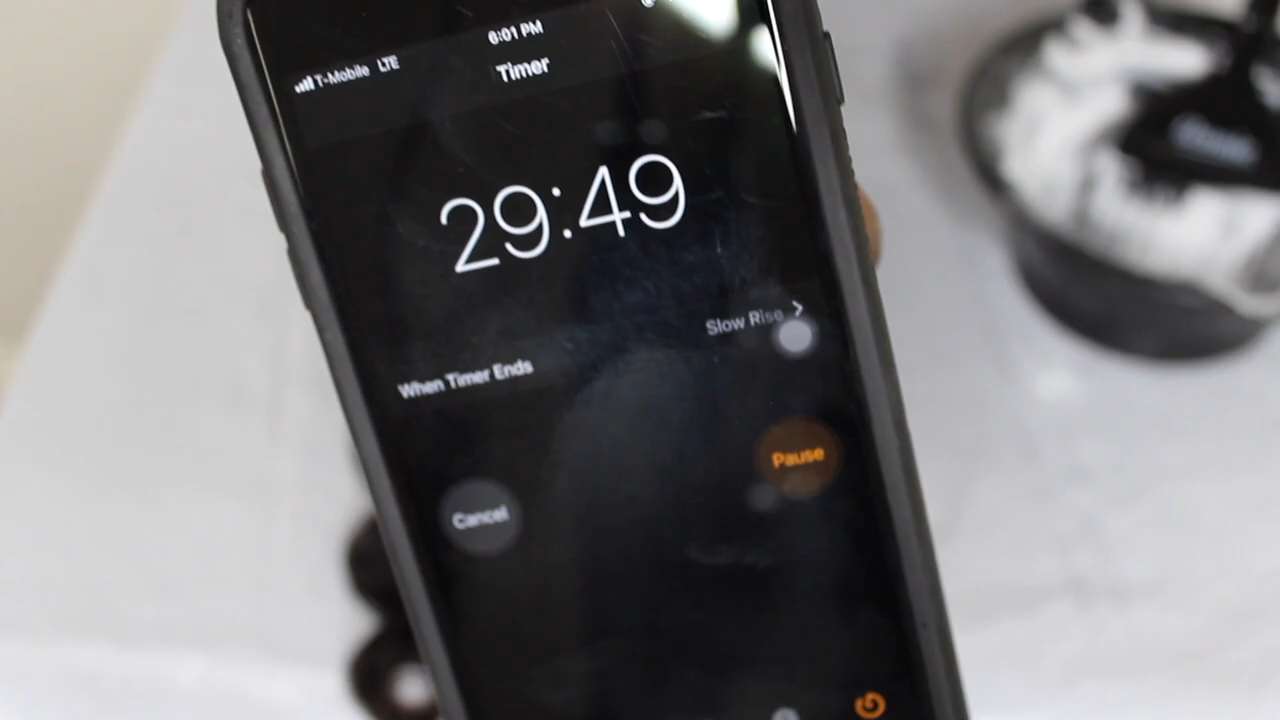 6:01 PM
T-Mobile LTE
Timer
29:49
When Timer Ends
Slow Rise >
Cancel
Pause